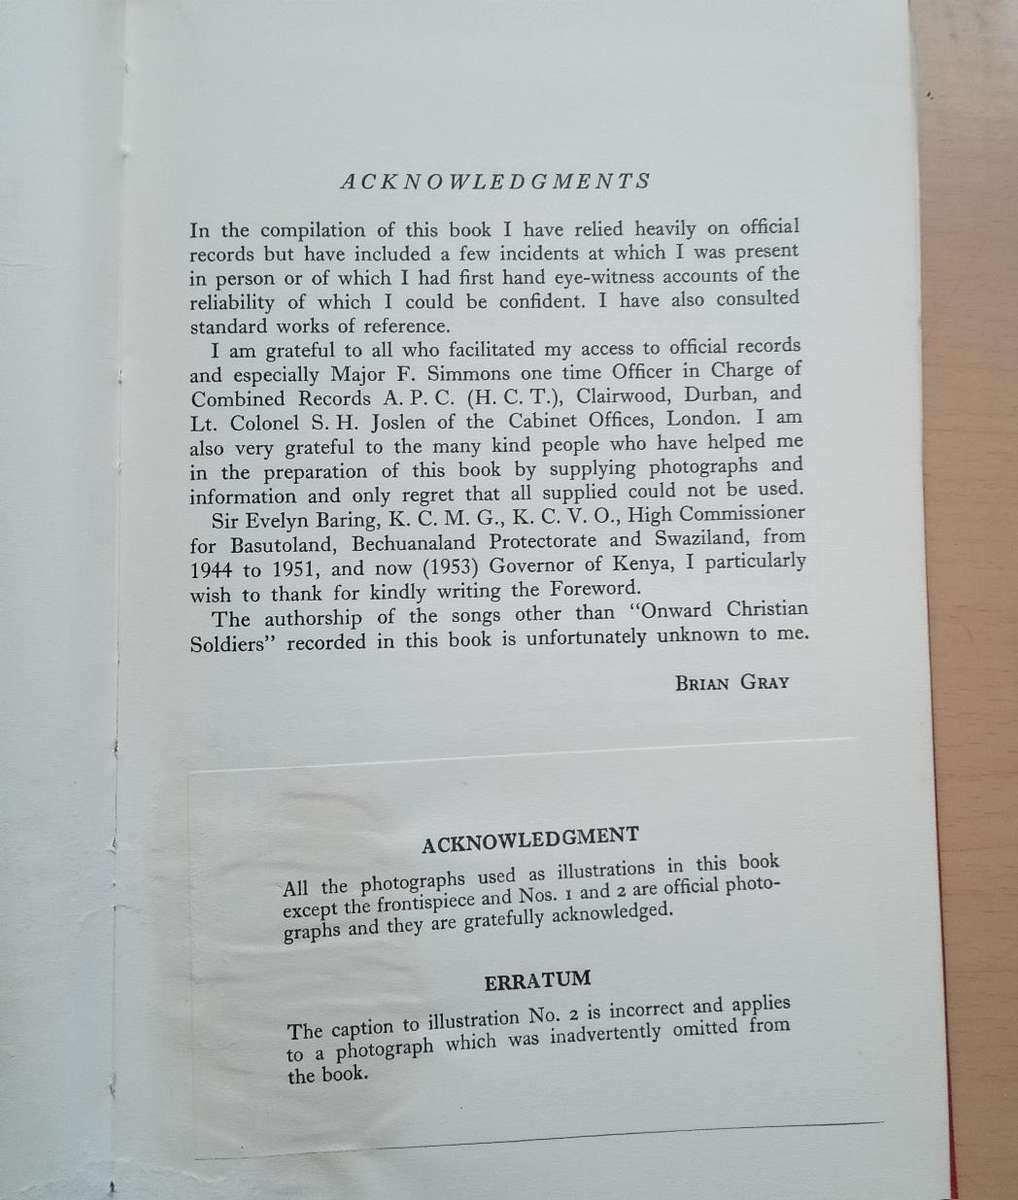 ACKNOWLEDGMENTS
In the compilation of this book I have relied heavily on official
records but have included a few incidents at which I was present
in person or of which I had first hand eye-witness accounts of the
reliability of which I could be confident. I have also consulted
standard works of reference.
I am grateful to all who facilitated my access to official records
and especially Major F. Simmons one time Officer in Charge of
Combined Records A. P. C. (H. C. T.), Clairwood, Durban, and
Lt. Colonel S. H. Joslen of the Cabinet Offices, London. I am
also very grateful to the many kind people who have helped me
in the preparation of this book by supplying photographs and
information and only regret that all supplied could not be used.
Sir Evelyn Baring, K. C. M. G., K. C. V. O., High Commissioner
for Basutoland, Bechuanaland Protectorate and Swaziland, from
1944 to 1951, and now (1953) Governor of Kenya, I particularly
wish to thank for kindly writing the Foreword.
The authorship of the songs other than “Onward Christian
Soldiers” recorded in this book is unfortunately unknown to me.
BRIAN GRAY
ACKNOWLEDGMENT
All the photographs used as illustrations in this book
except the frontispiece and Nos. 1 and 2 are official photo-
graphs and they are gratefully acknowledged.
ERRATUM
The caption to illustration No. 2 is incorrect and applies
to a photograph which was inadvertently omitted from
the book.